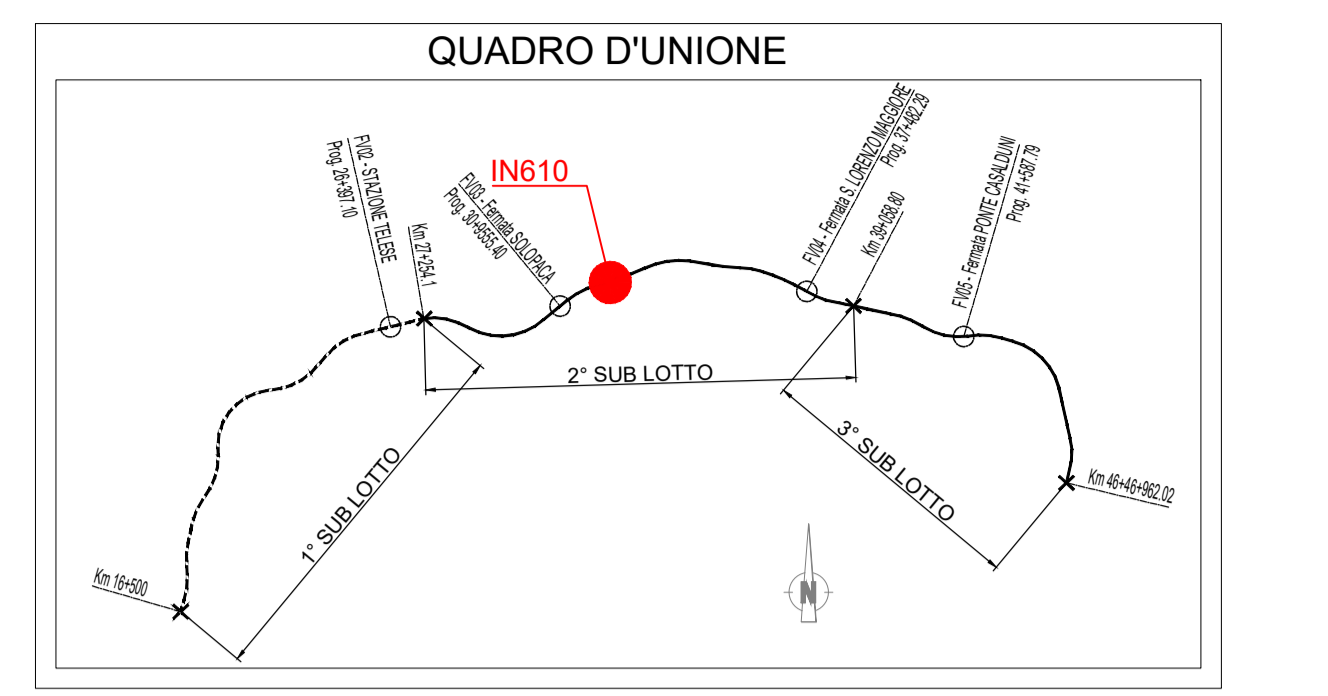 QUADRO D'UNIONE
FV02 - STAZIONE TELESE
Prog. 26+397.10
Km 27+254.1
FV03 - Fermata SOLOPACA
Prog. 30+9555.40
IN610
FV04 - Fermata S. LORENZO MAGGIORE
Prog. 37+482.29
Km 39+058.80
FV05 - Fermata PONTE CASALDUNI
Prog. 41+587.79
2° SUB LOTTO
1° SUB LOTTO
3° SUB LOTTO
Km 46+46+962.02
Km 16+500
N